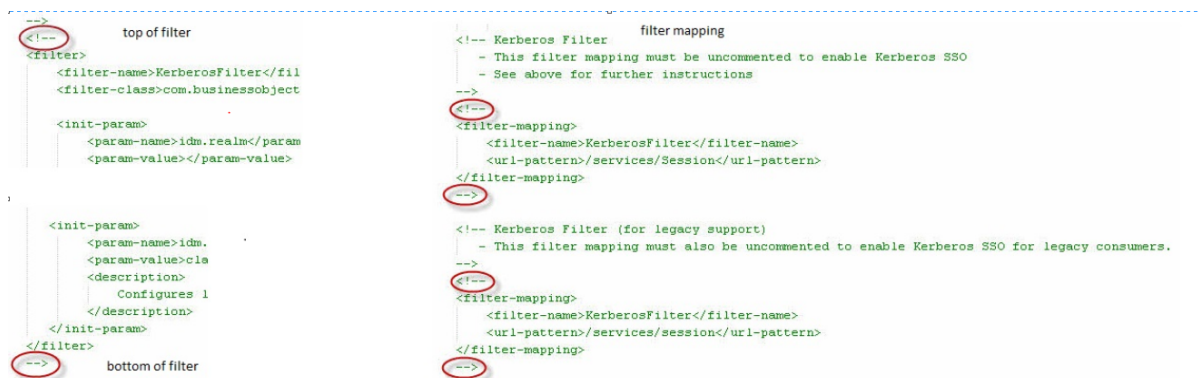 -->
<!--
top of filter
<filter>
<filter-name>KerberosFilter</fil
<filter-class>com.businessobject
<init-param>
<param-name>idm.realm</param
<param-value></param-value>
<init-param>
<param-name>idm.
<param-value>cla
<description>
Configures l
</description>
</init-param>
</filter>
-->
bottom of filter
filter mapping
<!-- Kerberos Filter
- This filter mapping must be uncommented to enable Kerberos SSO
- See above for further instructions
-->
<!--
<filter-mapping>
<filter-name>KerberosFilter</filter-name>
<url-pattern>/services/Session</url-pattern>
</filter-mapping>
-->
<!-- Kerberos Filter (for legacy support)
- This filter mapping must also be uncommented to enable Kerberos SSO for legacy consumers.
-->
<!--
<filter-mapping>
<filter-name>KerberosFilter</filter-name>
<url-pattern>/services/session</url-pattern>
</filter-mapping>
-->